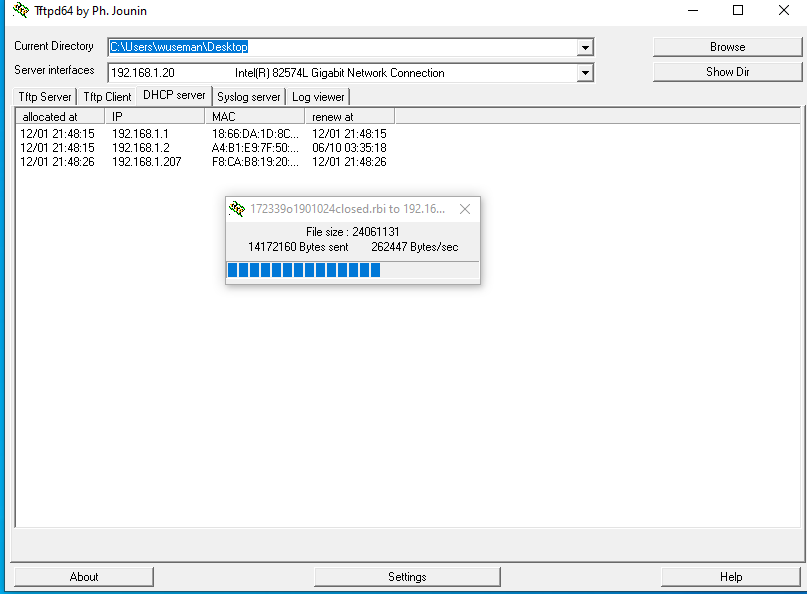 Tftpd64 by Ph. Jounin
Current Directory C:\Users\wuseman\Desktop Browse
Server interfaces 192.168.1.20 Intel(R) 82574L Gigabit Network Connection Show Dir
Tftp Server Tftp Client DHCP server Syslog server Log viewer
allocated at IP MAC renew at
12/01 21:48:15 192.168.1.1 18:66:DA:1D:8C... 12/01 21:48:15
12/01 21:48:15 192.168.1.2 A4:B1:E9:7F:50:... 06/10 03:35:18
12/01 21:48:26 192.168.1.207 F8:CA:B8:19:20:... 12/01 21:48:26
172339o1901024closed.rbi to 192.16...
File size : 24061131
14172160 Bytes sent 262447 Bytes/sec
About Settings Help